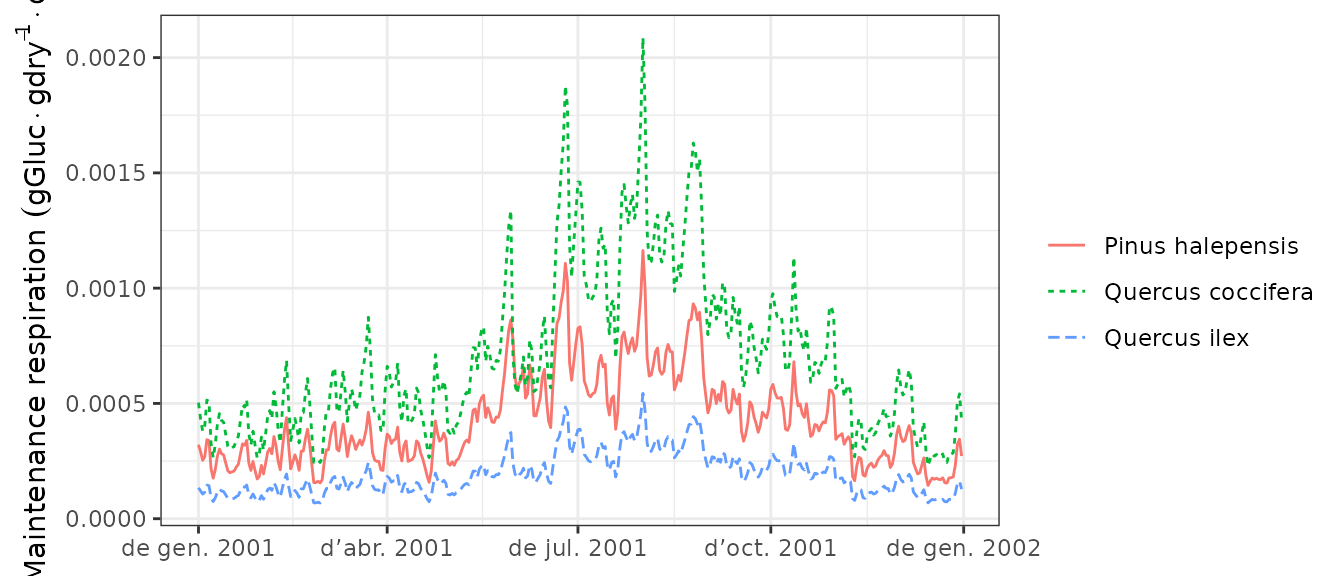 Maintenance respiration (gGluc · gdry⁻¹ ·
0.0020
0.0015
0.0010
0.0005
0.0000
de gen. 2001 d’abr. 2001 de jul. 2001 d’oct. 2001 de gen. 2002
Pinus halepensis
Quercus coccifera
Quercus ilex